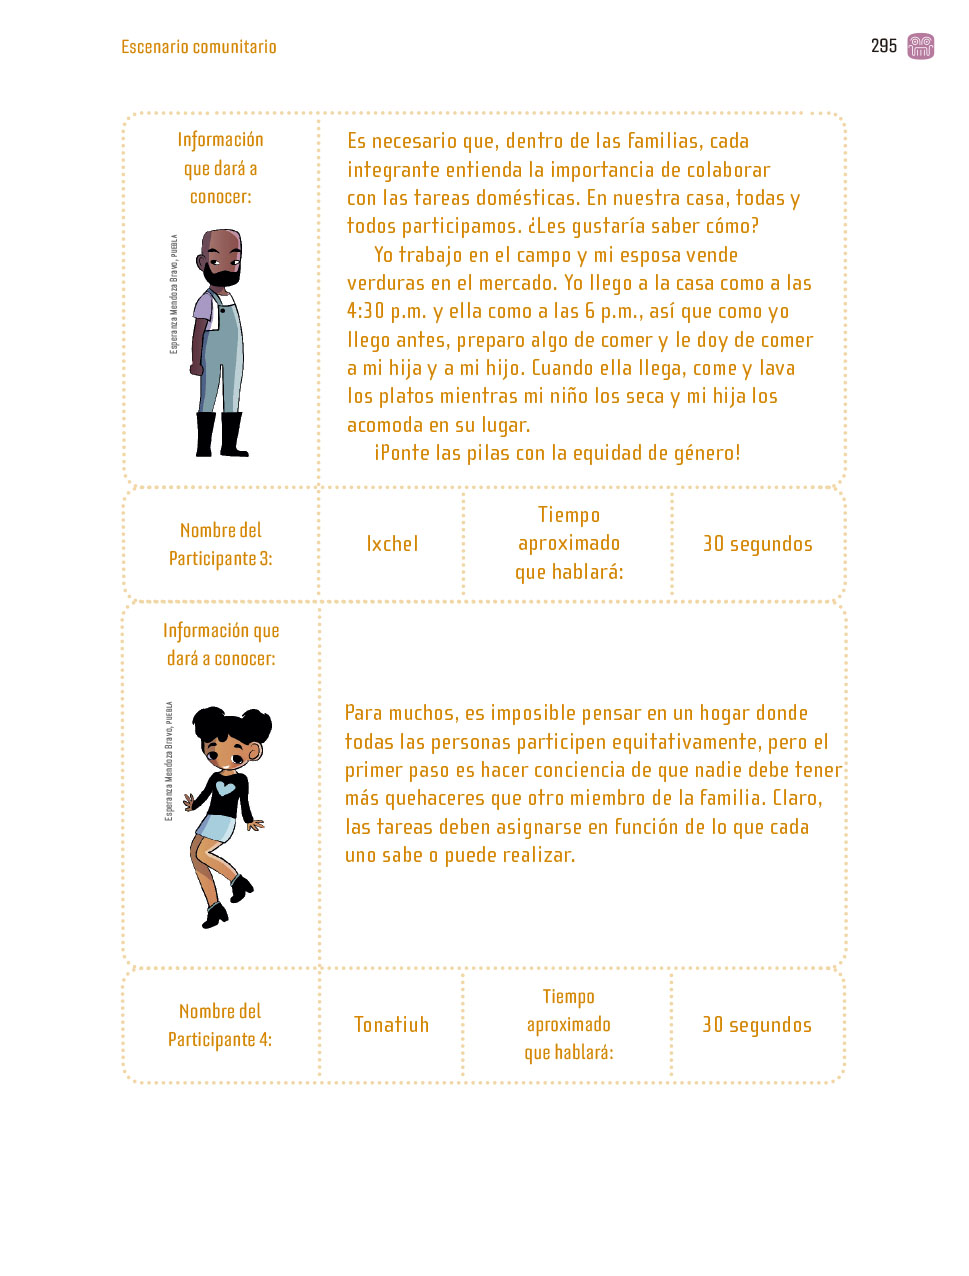 Escenario comunitario
295
Información
que dará a
conocer:
Esperanza Mendoza Bravo, PUEBLA
Es necesario que, dentro de las familias, cada
integrante entienda la importancia de colaborar
con las tareas domésticas. En nuestra casa, todas y
todos participamos. ¿Les gustaría saber cómo?
Yo trabajo en el campo y mi esposa vende
verduras en el mercado. Yo llego a la casa como a las
4:30 p.m. y ella como a las 6 p.m., así que como yo
llego antes, preparo algo de comer y le doy de comer
a mi hija y a mi hijo. Cuando ella llega, come y lava
los platos mientras mi niño los seca y mi hija los
acomoda en su lugar.
¡Ponte las pilas con la equidad de género!
Nombre del
Participante 3:
Ixchel
Tiempo
aproximado
que hablará:
30 segundos
Información que
dará a conocer:
Esperanza Mendoza Bravo, PUEBLA
Para muchos, es imposible pensar en un hogar donde
todas las personas participen equitativamente, pero el
primer paso es hacer conciencia de que nadie debe tener
más quehaceres que otro miembro de la familia. Claro,
las tareas deben asignarse en función de lo que cada
uno sabe o puede realizar.
Nombre del
Participante 4:
Tonatiuh
Tiempo
aproximado
que hablará:
30 segundos